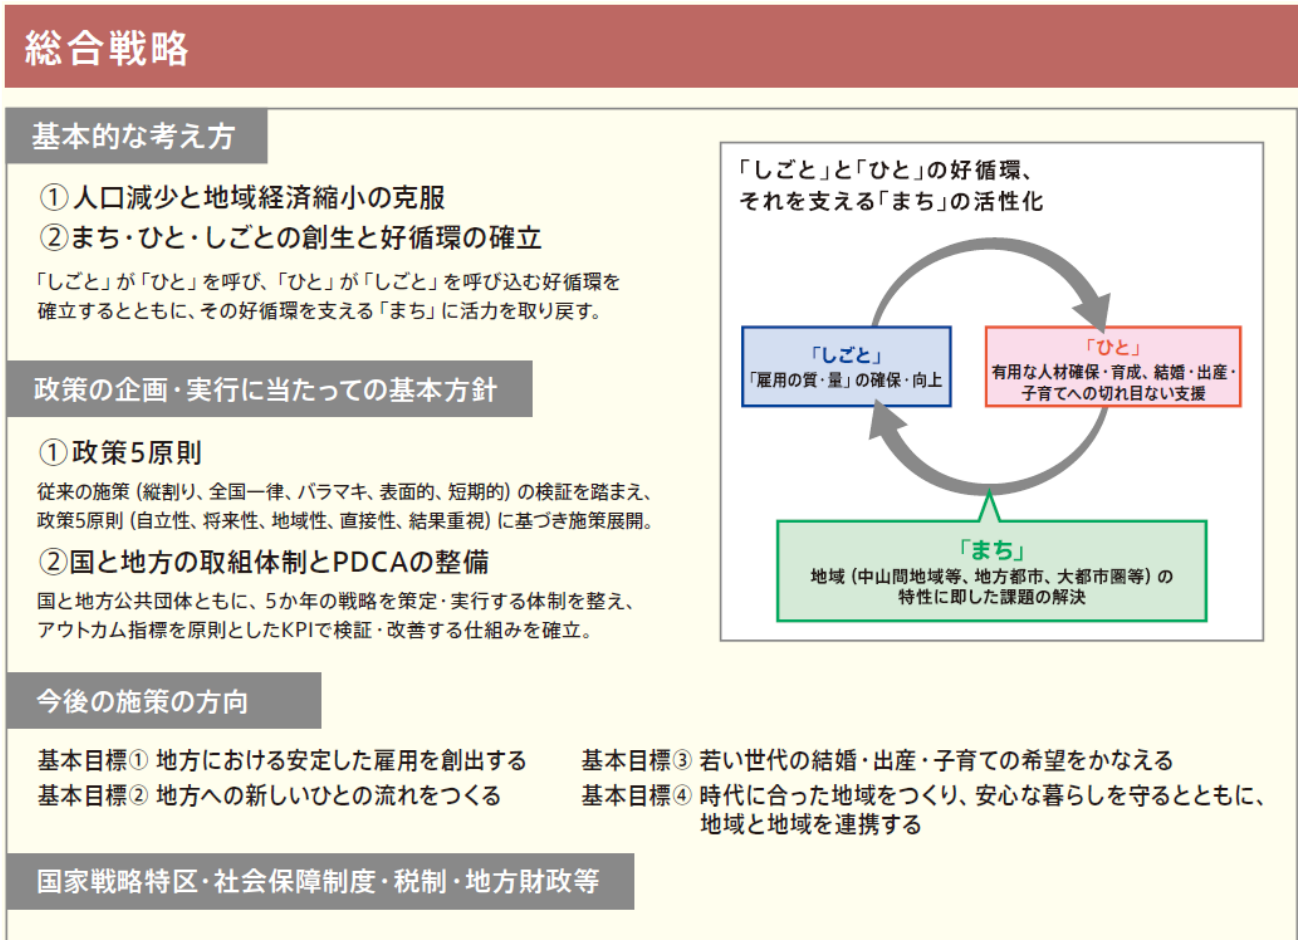 総合戦略
基本的な考え方
①人口減少と地域経済縮小の克服
②まち・ひと・しごとの創生と好循環の確立
「しごと」が「ひと」を呼び、「ひと」が「しごと」を呼び込む好循環を
確立するとともに、その好循環を支える「まち」に活力を取り戻す。
政策の企画・実行に当たっての基本方針
①政策5原則
従来の施策（縦割り、全国一律、バラマキ、表面的、短期的）の検証を踏まえ、
政策5原則（自立性、将来性、地域性、直接性、結果重視）に基づき施策展開。
②国と地方の取組体制とPDCAの整備
国と地方公共団体ともに、5か年の戦略を策定・実行する体制を整え、
アウトカム指標を原則としたKPIで検証・改善する仕組みを確立。
「しごと」と「ひと」の好循環、
それを支える「まち」の活性化
「しごと」
「雇用の質・量」の確保・向上
「ひと」
有用な人材確保・育成、結婚・出産・
子育てへの切れ目ない支援
「まち」
地域（中山間地域等、地方都市、大都市圏等）の
特性に即した課題の解決
今後の施策の方向
基本目標① 地方における安定した雇用を創出する
基本目標② 地方への新しいひとの流れをつくる
基本目標③ 若い世代の結婚・出産・子育ての希望をかなえる
基本目標④ 時代に合った地域をつくり、安心な暮らしを守るとともに、
地域と地域を連携する
国家戦略特区・社会保障制度・税制・地方財政等